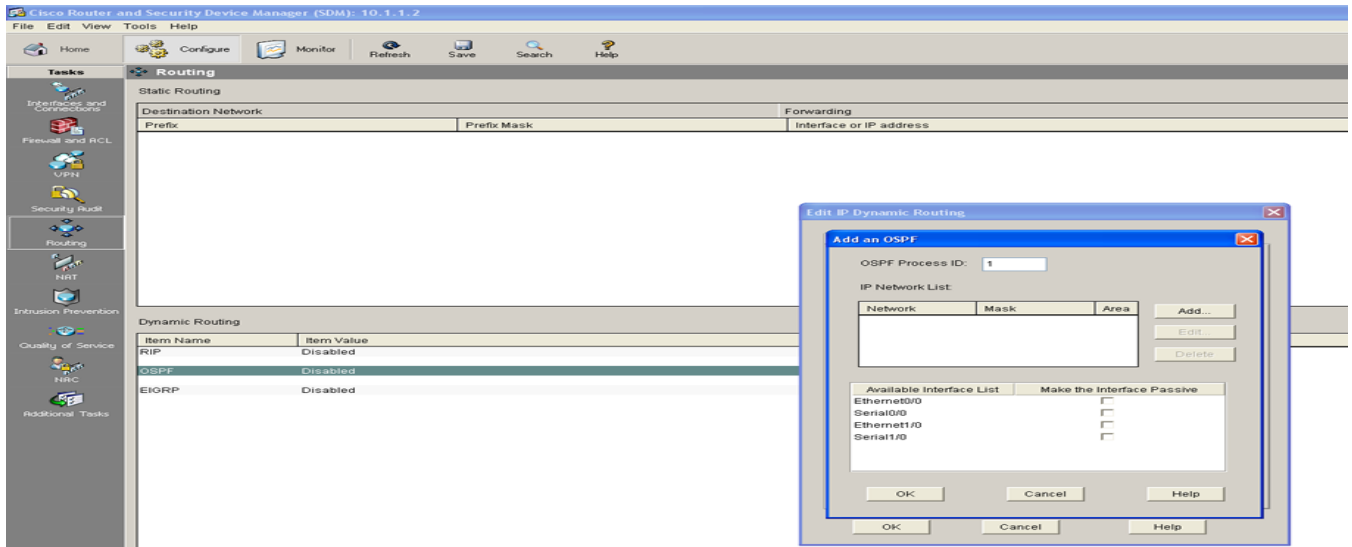 Cisco Router and Security Device Manager (SDM): 10.1.1.2
File Edit View Tools Help
Home Configure Monitor Refresh Save Search Help
Tasks
Interfaces and Connections
Firewall and ACL
VPN
Security Audit
Routing
NAT
Intrusion Prevention
Quality of Service
NAC
Additional Tasks
Routing
Static Routing
Destination Network Forwarding
Prefix Prefix Mask Interface or IP address
Dynamic Routing
Item Name Item Value
RIP Disabled
OSPF Disabled
EIGRP Disabled
Edit IP Dynamic Routing
Add an OSPF
OSPF Process ID: 1
IP Network List:
Network Mask Area
Add...
Edit...
Delete
Available Interface List Make the Interface Passive
Ethernet0/0
Serial0/0
Ethernet1/0
Serial1/0
OK Cancel Help
OK Cancel Help